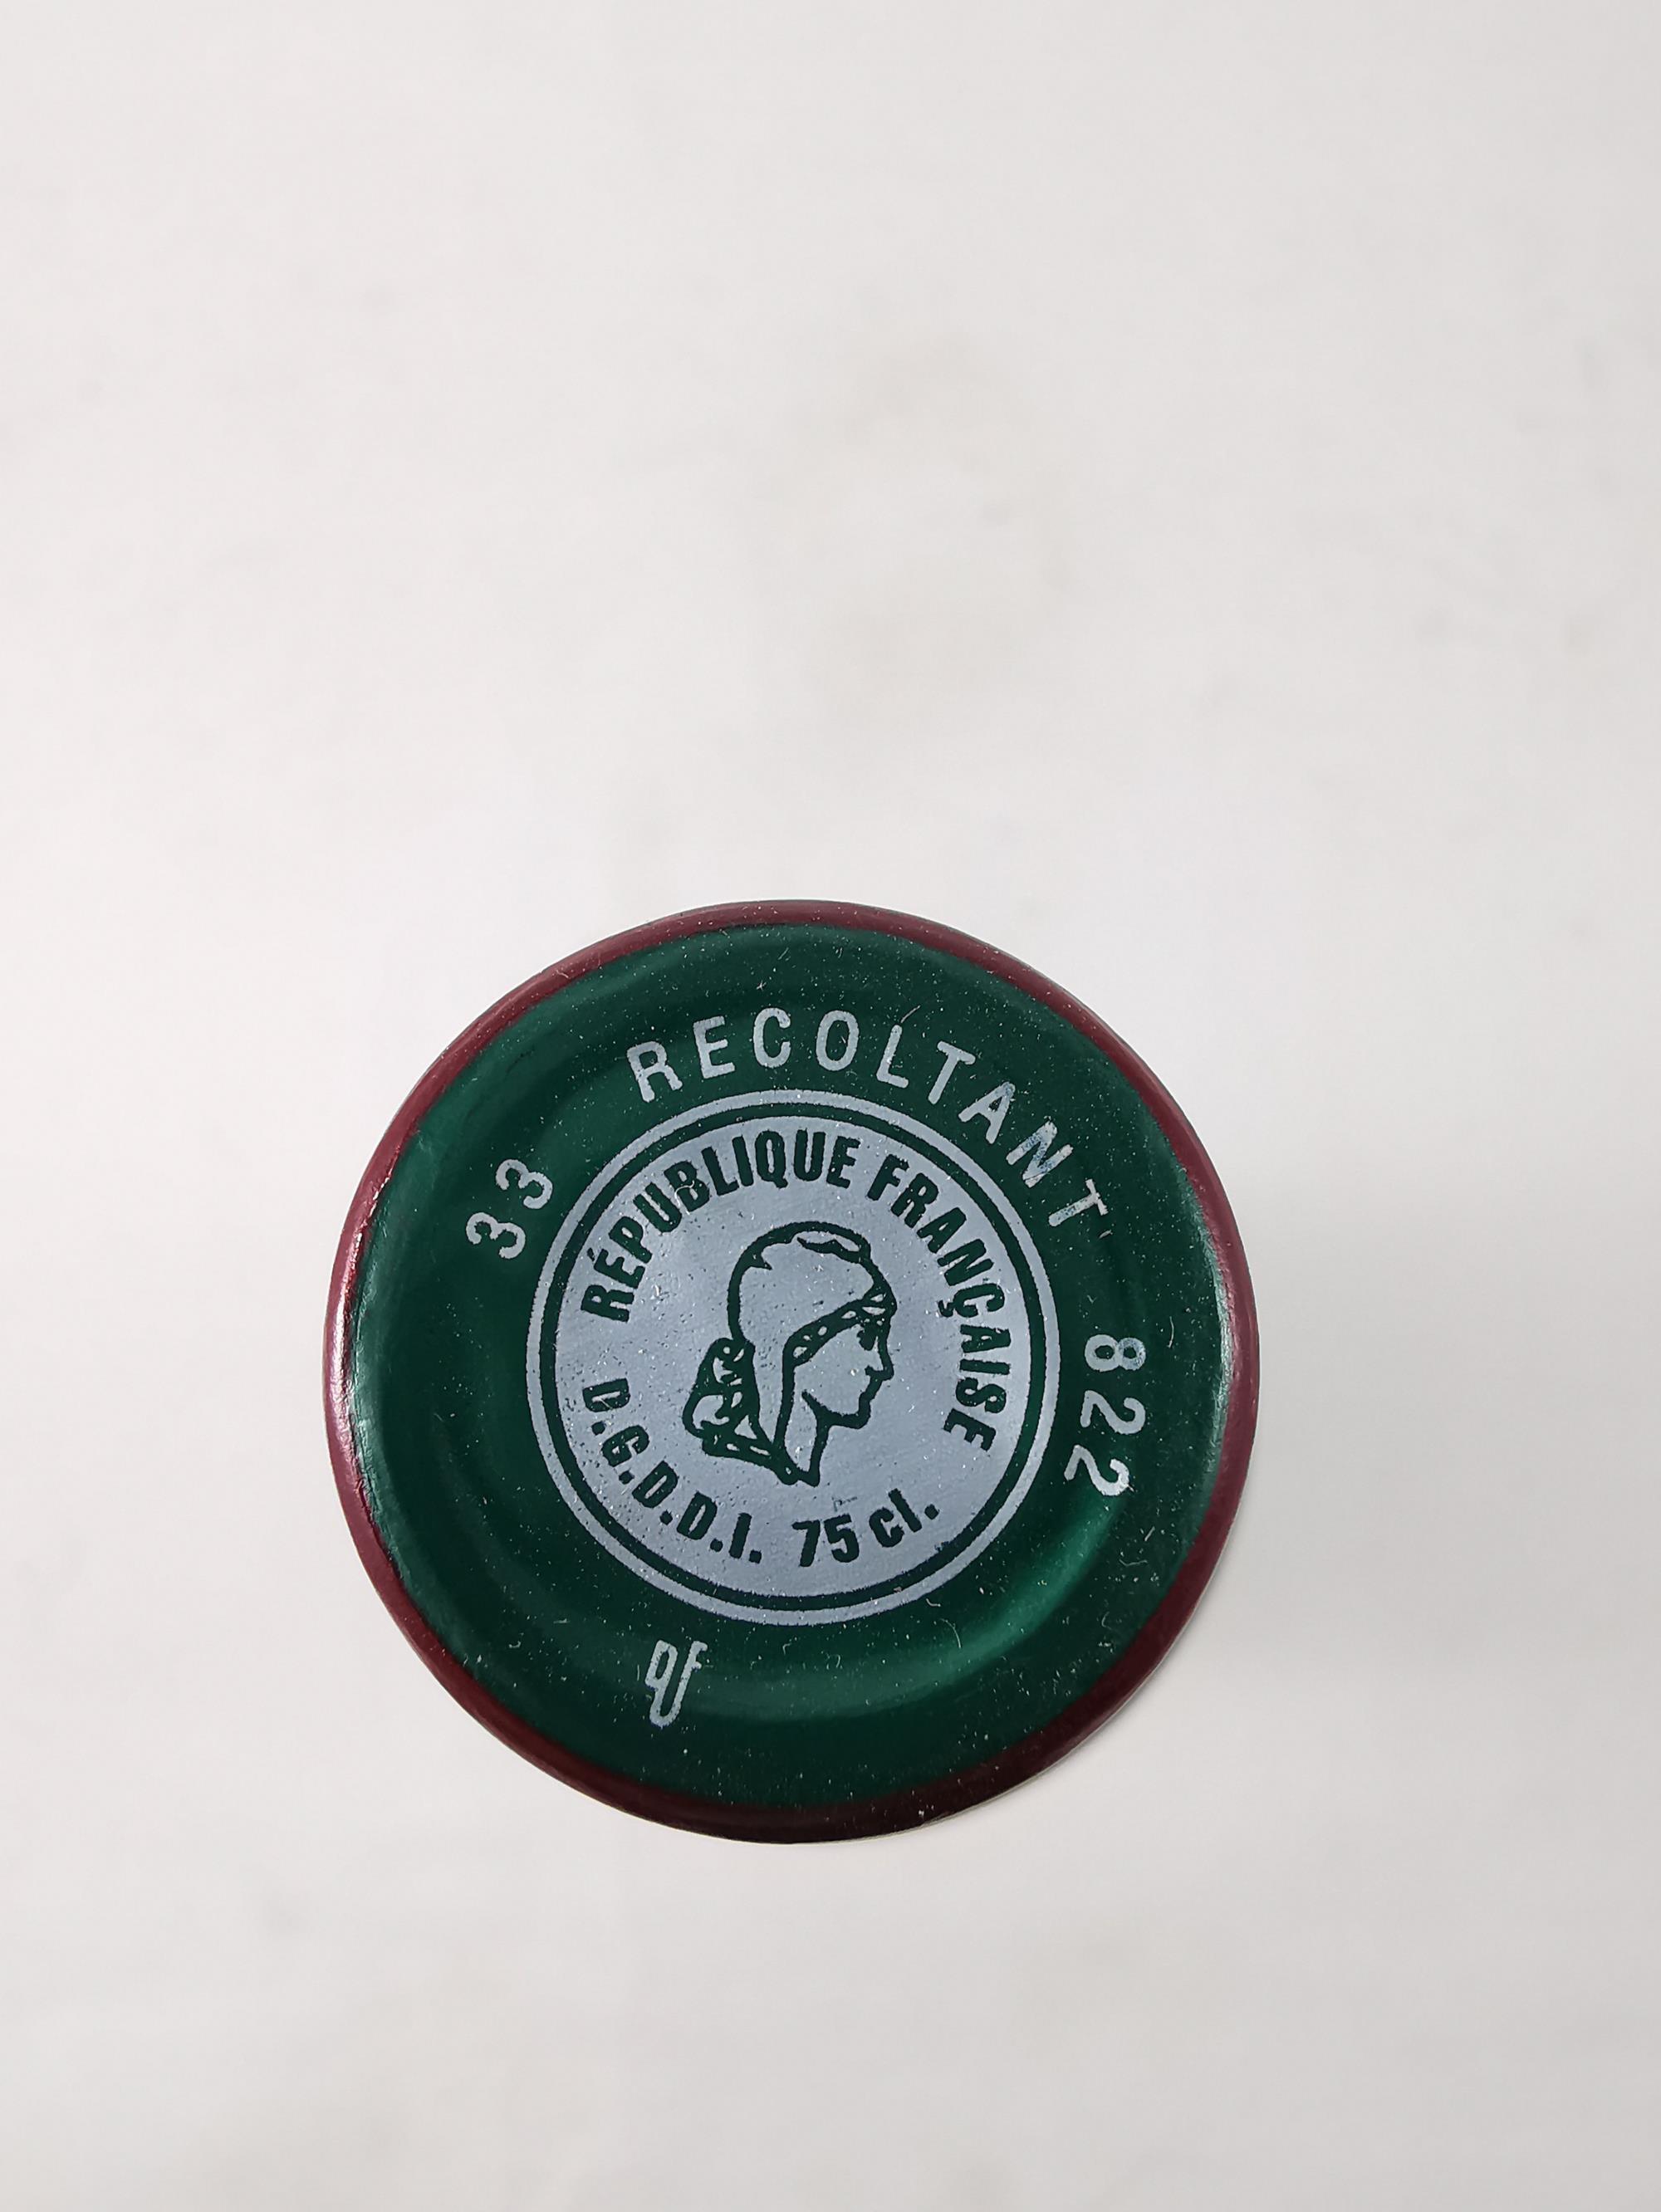 33 RECOLTANT 822
RÉPUBLIQUE FRANÇAISE
D.G.D.D.I. 75 cl.